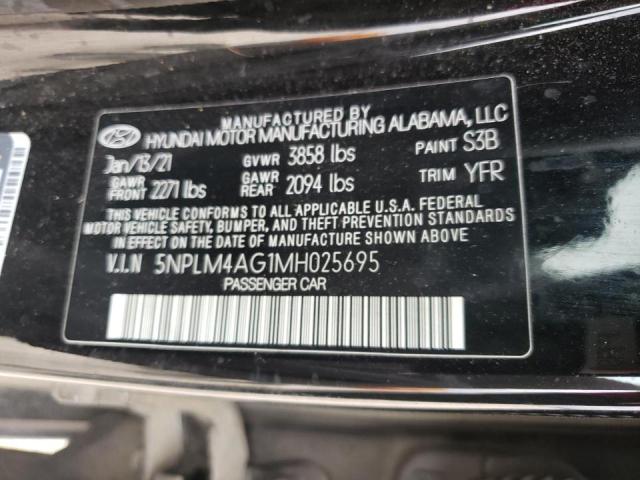 MANUFACTURED BY
HYUNDAI MOTOR MANUFACTURING ALABAMA, LLC
Jan/13/21 GVWR 3858 lbs PAINT S3B
GAWR FRONT 2271 lbs GAWR REAR 2094 lbs TRIM YFR
THIS VEHICLE CONFORMS TO ALL APPLICABLE U.S.A. FEDERAL
MOTOR VEHICLE SAFETY, BUMPER, AND THEFT PREVENTION STANDARDS
IN EFFECT ON THE DATE OF MANUFACTURE SHOWN ABOVE.
V.I.N 5NPLM4AG1MH025695
PASSENGER CAR